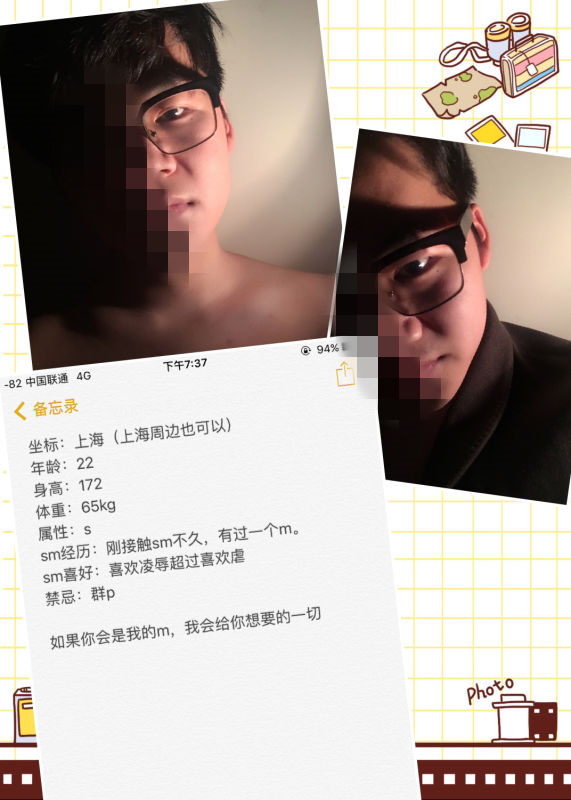 -82 中国联通 4G 下午7:37 94%
备忘录
坐标：上海（上海周边也可以）
年龄：22
身高：172
体重：65kg
属性：s
sm经历：刚接触sm不久，有过一个m。
sm喜好：喜欢凌辱超过喜欢虐
禁忌：群p
如果你会是我的m，我会给你想要的一切
photo